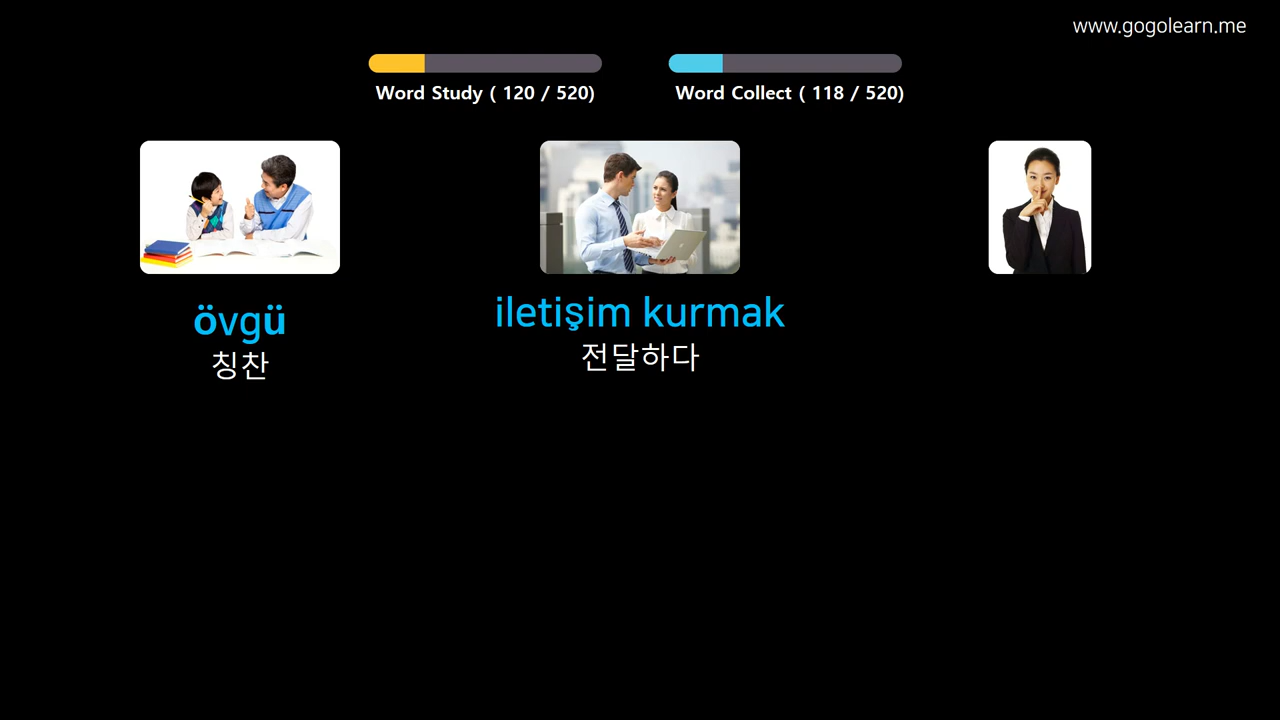 www.gogolearn.me
Word Study ( 120 / 520)
Word Collect ( 118 / 520)
övgü
칭찬
iletişim kurmak
전달하다